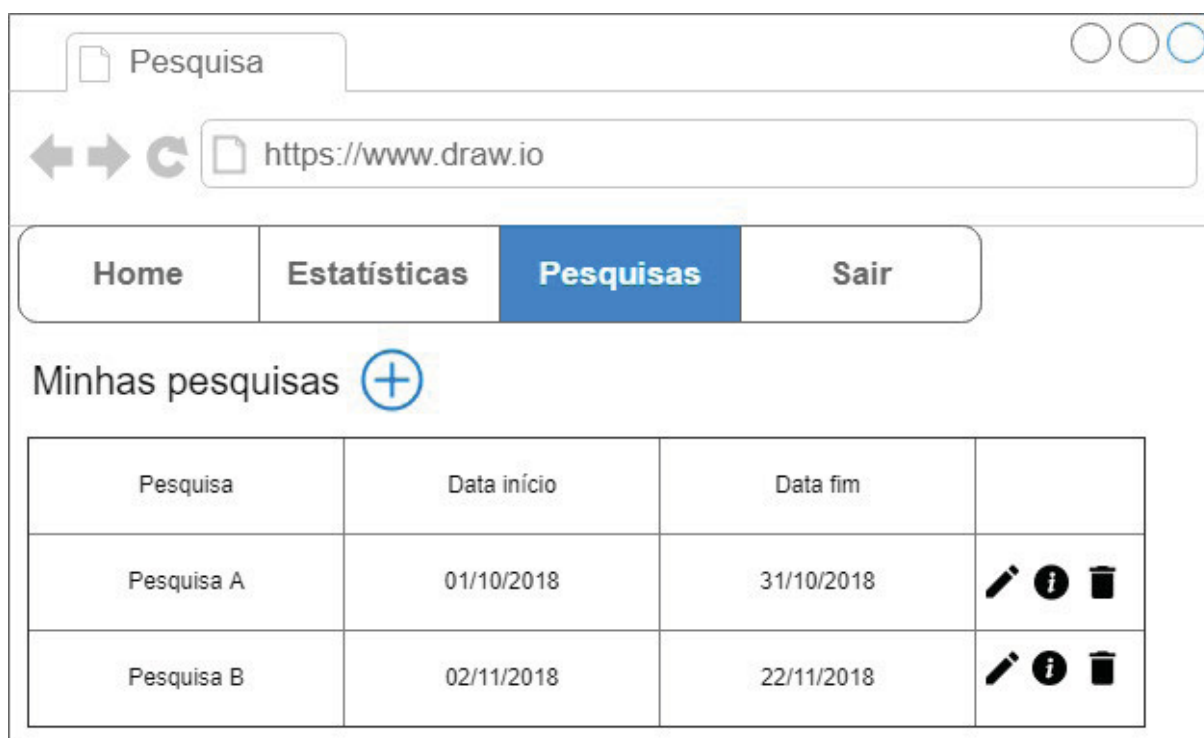 Pesquisa
https://www.draw.io
Home Estatísticas Pesquisas Sair
Minhas pesquisas
Pesquisa Data início Data fim
Pesquisa A 01/10/2018 31/10/2018
Pesquisa B 02/11/2018 22/11/2018